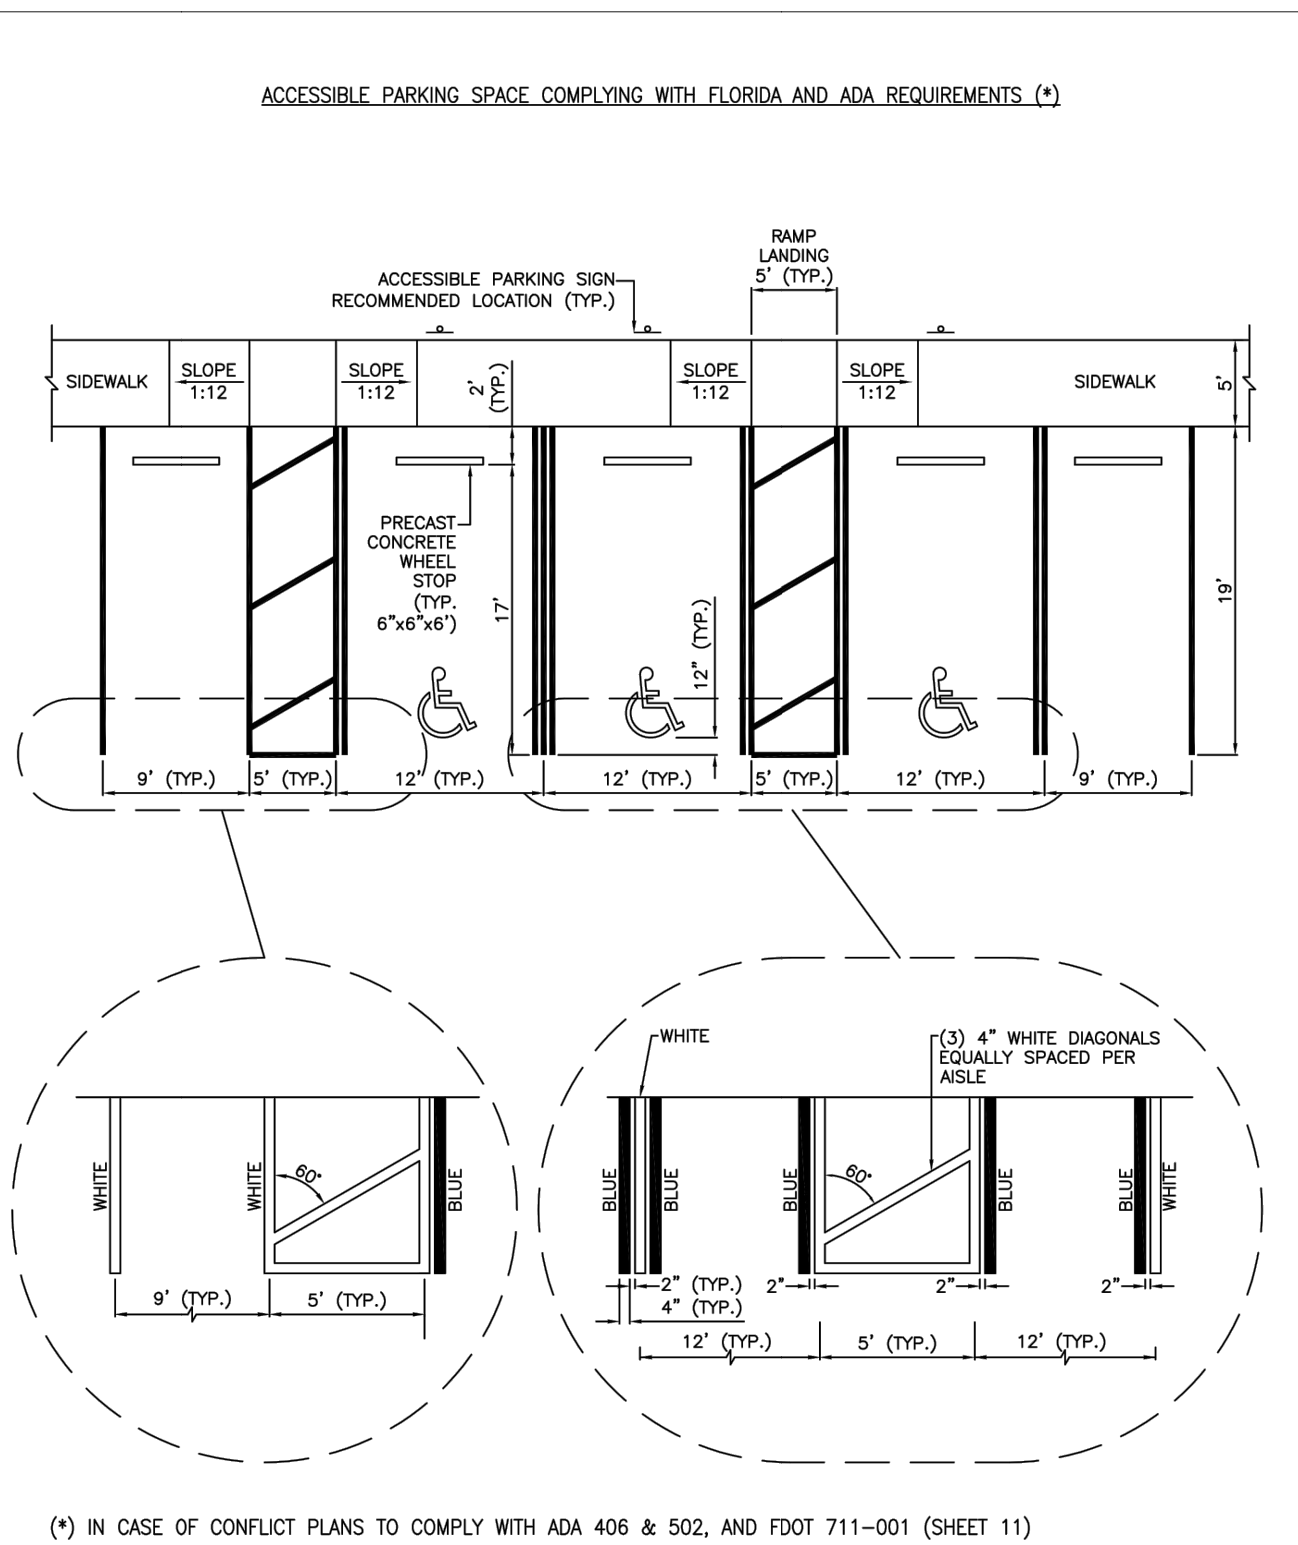 ACCESSIBLE PARKING SPACE COMPLYING WITH FLORIDA AND ADA REQUIREMENTS (*)
RAMP
LANDING
5' (TYP.)
ACCESSIBLE PARKING SIGN
RECOMMENDED LOCATION (TYP.)
SIDEWALK
SLOPE
1:12
SLOPE
1:12
2'
(TYP.)
SLOPE
1:12
SLOPE
1:12
SIDEWALK
5'
PRECAST
CONCRETE
WHEEL
STOP
(TYP.
6"x6"x6')
17'
12" (TYP.)
19'
9' (TYP.)
5' (TYP.)
12' (TYP.)
12' (TYP.)
5' (TYP.)
12' (TYP.)
9' (TYP.)
WHITE
WHITE
60°
BLUE
9' (TYP.)
5' (TYP.)
WHITE
(3) 4" WHITE DIAGONALS
EQUALLY SPACED PER
AISLE
BLUE
BLUE
BLUE
60°
BLUE
BLUE
WHITE
2" (TYP.)
4" (TYP.)
2"
2"
2"
12' (TYP.)
5' (TYP.)
12' (TYP.)
(*) IN CASE OF CONFLICT PLANS TO COMPLY WITH ADA 406 & 502, AND FDOT 711-001 (SHEET 11)